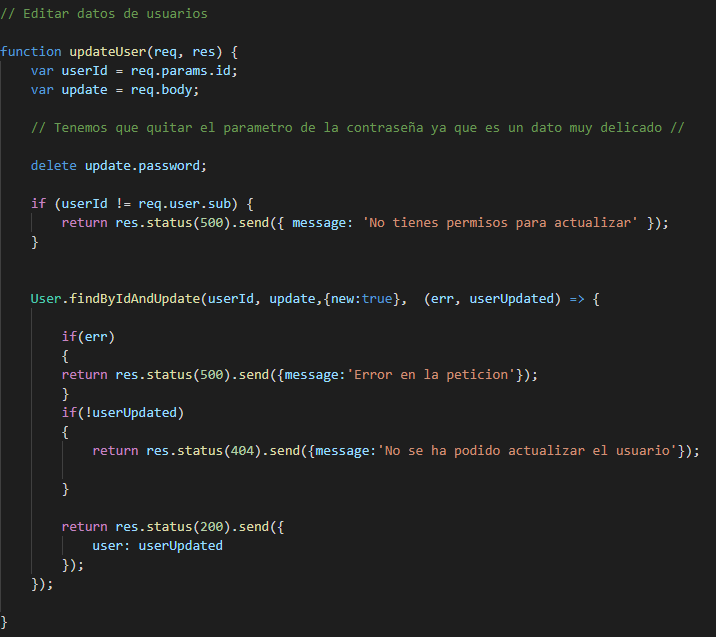 // Editar datos de usuarios
function updateUser(req, res) {
var userId = req.params.id;
var update = req.body;
// Tenemos que quitar el parametro de la contraseña ya que es un dato muy delicado //
delete update.password;
if (userId != req.user.sub) {
return res.status(500).send({ message: 'No tienes permisos para actualizar' });
}
User.findByIdAndUpdate(userId, update,{new:true},  (err, userUpdated) => {
if(err)
{
return res.status(500).send({message:'Error en la peticion'});
}
if(!userUpdated)
{
return res.status(404).send({message:'No se ha podido actualizar el usuario'});
}
return res.status(200).send({
user: userUpdated
});
});
}